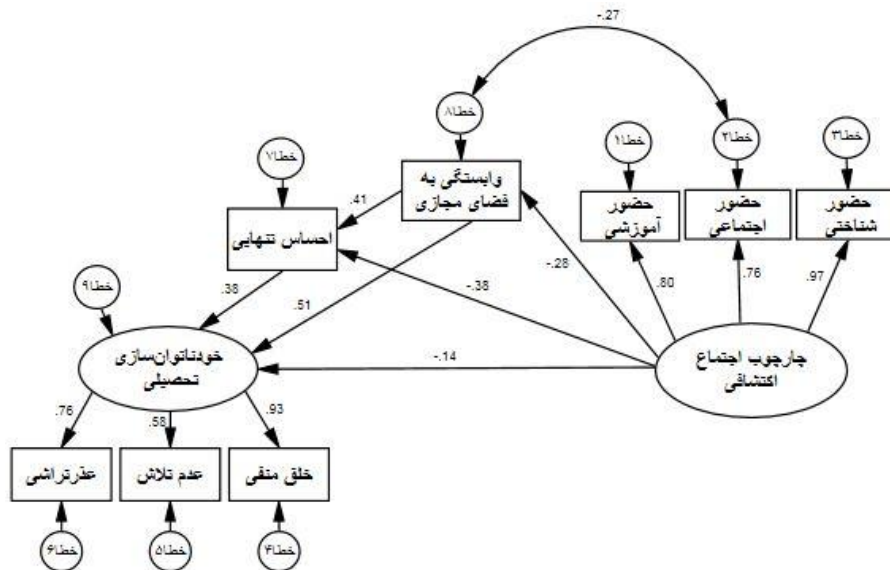 -.27
خطا۸
خطا۱
خطا۲
خطا۳
خطا۷
وابستگی به
فضای مجازی
حضور
آموزشی
حضور
اجتماعی
حضور
شناختی
.41
احساس تنهایی
-.28
.80
.76
.97
خطا۹
.38
.51
-.38
خودناتوان‌سازی
تحصیلی
-.14
چارچوب اجتماع
اکتشافی
.76
.58
.93
عذرتراشی
عدم تلاش
خلق منفی
خطا۶
خطا۵
خطا۴